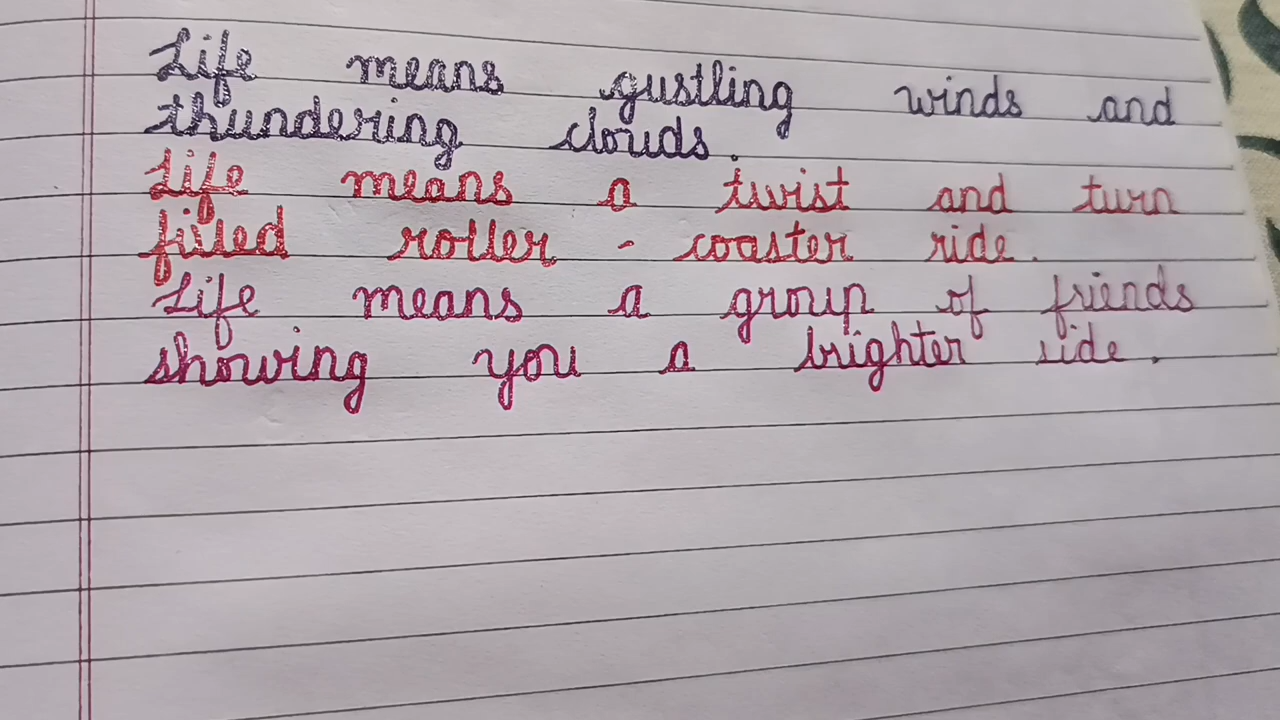 Life means gustling winds and
thundering clouds.
Life means a twist and turn
filled roller - coaster ride.
Life means a group of friends
showing you a brighter side.